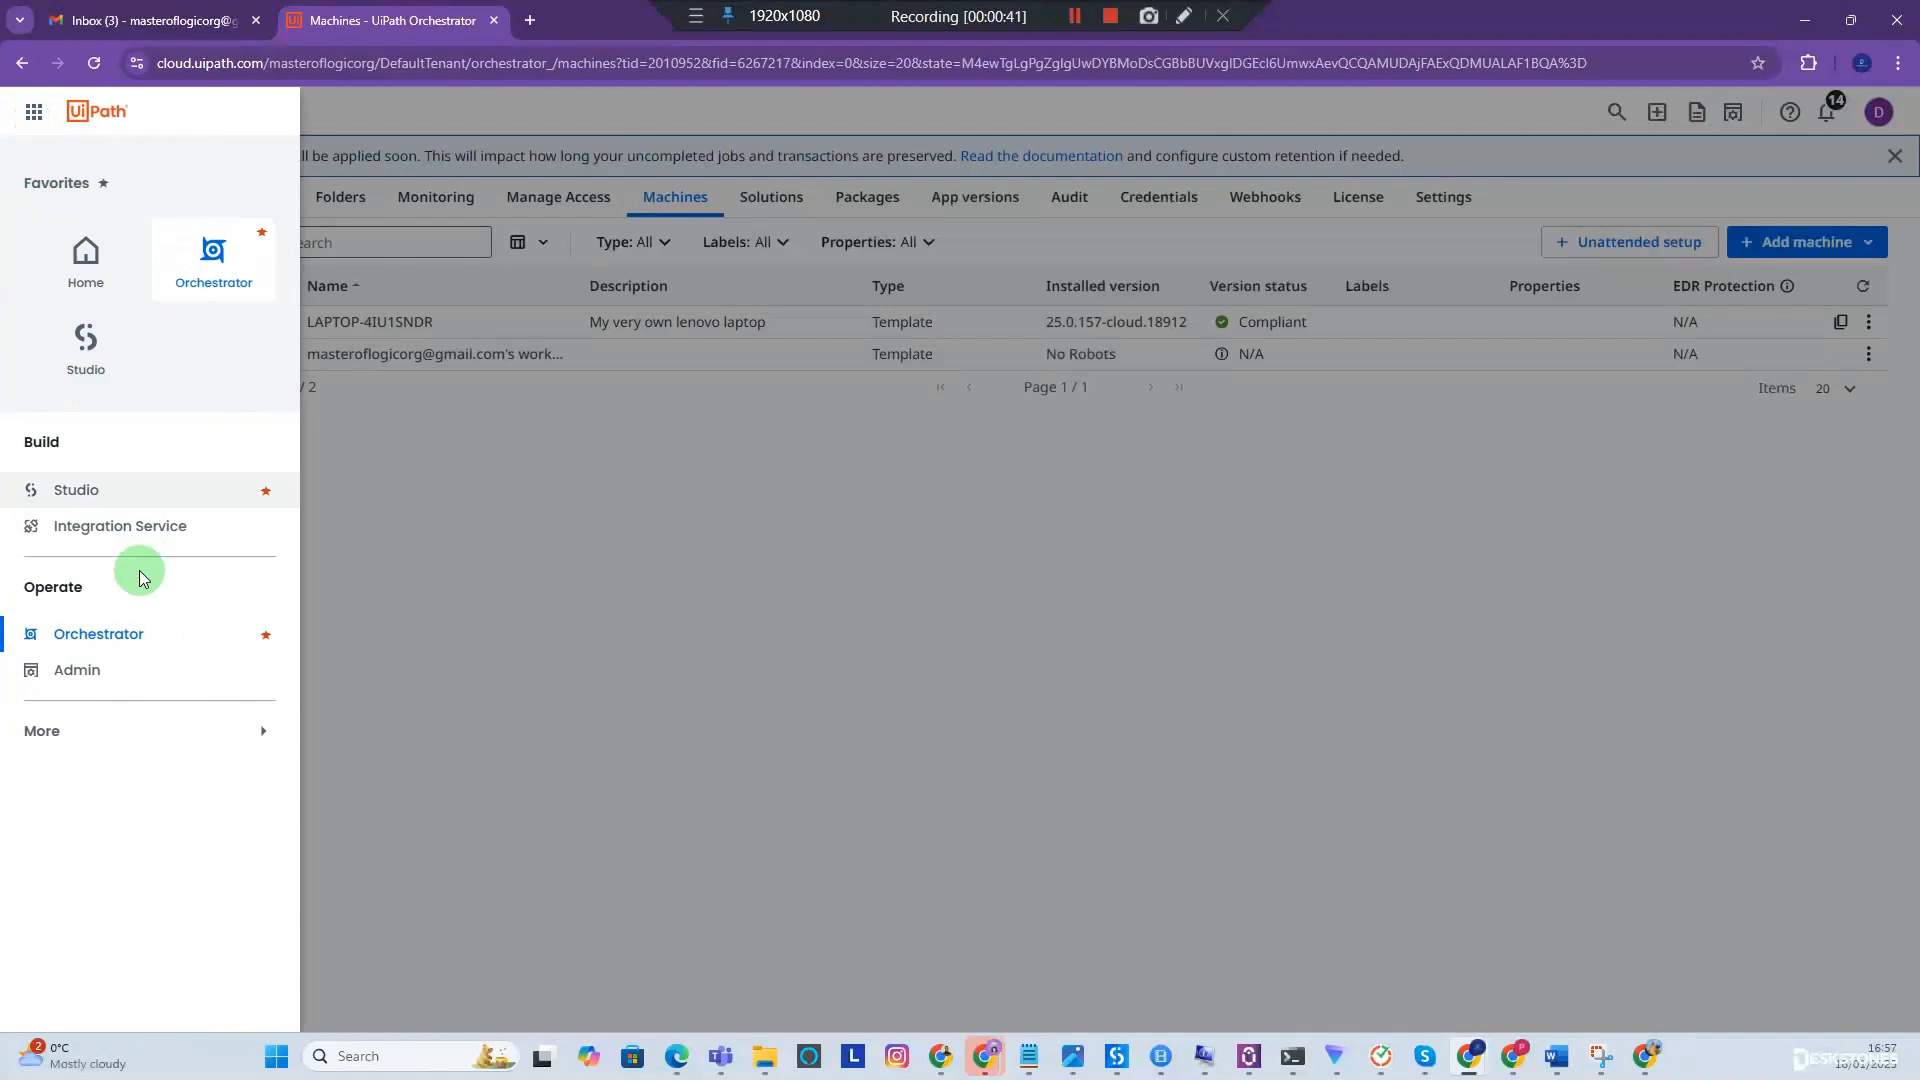 Inbox (3) - masteroflogicorg@g
Machines - UiPath Orchestrator
1920x1080
Recording [00:00:41]
cloud.uipath.com/masteroflogicorg/DefaultTenant/orchestrator_/machines?tid=2010952&fid=6267217&index=0&size=20&state=M4ewTgLgPgZglgUwDYBMoDsCGBbBUVxgIDGEcl6UmwxAevQCQAMUDAjFAExQDMUALAF1BQA%3D
UiPath
14
D
ll be applied soon. This will impact how long your uncompleted jobs and transactions are preserved. Read the documentation and configure custom retention if needed.
Favorites
Folders Monitoring Manage Access Machines Solutions Packages App versions Audit Credentials Webhooks License Settings
earch
Type: All
Labels: All
Properties: All
Unattended setup
Add machine
Home
Orchestrator
Studio
Name Description Type Installed version Version status Labels Properties EDR Protection
LAPTOP-4IU1SNDR My very own lenovo laptop Template 25.0.157-cloud.18912 Compliant N/A
masteroflogicorg@gmail.com's work... Template No Robots N/A N/A
/ 2
Page 1 / 1
Items 20
Build
Studio
Integration Service
Operate
Orchestrator
Admin
More
2
0°C
Mostly cloudy
Search
L
16:57
18/01/2025
DESKSTONES